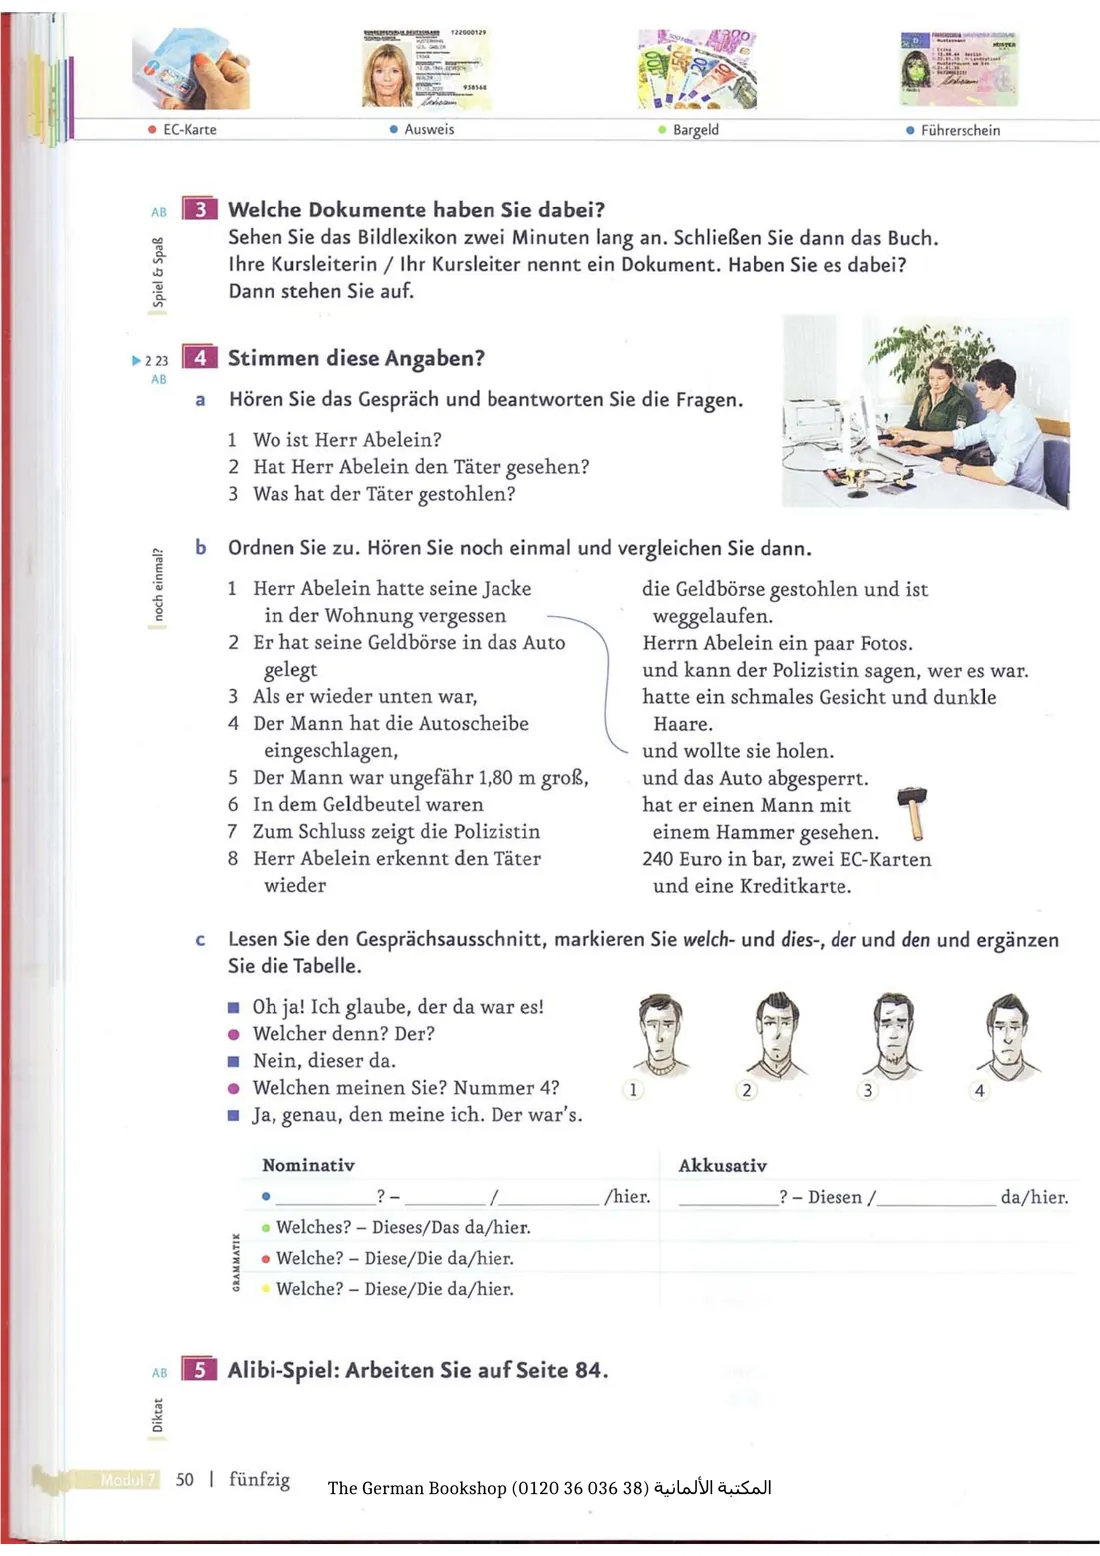 EC-Karte
Ausweis
Bargeld
Führerschein
AB 3 Welche Dokumente haben Sie dabei?
Spiel & Spaß
Sehen Sie das Bildlexikon zwei Minuten lang an. Schließen Sie dann das Buch.
Ihre Kursleiterin / Ihr Kursleiter nennt ein Dokument. Haben Sie es dabei?
Dann stehen Sie auf.
▶ 2 23 4 Stimmen diese Angaben?
AB
a Hören Sie das Gespräch und beantworten Sie die Fragen.
1 Wo ist Herr Abelein?
2 Hat Herr Abelein den Täter gesehen?
3 Was hat der Täter gestohlen?
noch einmal?
b Ordnen Sie zu. Hören Sie noch einmal und vergleichen Sie dann.
1 Herr Abelein hatte seine Jacke
in der Wohnung vergessen
2 Er hat seine Geldbörse in das Auto
gelegt
3 Als er wieder unten war,
4 Der Mann hat die Autoscheibe
eingeschlagen,
5 Der Mann war ungefähr 1,80 m groß,
6 In dem Geldbeutel waren
7 Zum Schluss zeigt die Polizistin
8 Herr Abelein erkennt den Täter
wieder
die Geldbörse gestohlen und ist
weggelaufen.
Herrn Abelein ein paar Fotos.
und kann der Polizistin sagen, wer es war.
hatte ein schmales Gesicht und dunkle
Haare.
und wollte sie holen.
und das Auto abgesperrt.
hat er einen Mann mit
einem Hammer gesehen.
240 Euro in bar, zwei EC-Karten
und eine Kreditkarte.
c Lesen Sie den Gesprächsausschnitt, markieren Sie welch- und dies-, der und den und ergänzen
Sie die Tabelle.
Oh ja! Ich glaube, der da war es!
Welcher denn? Der?
Nein, dieser da.
Welchen meinen Sie? Nummer 4?
Ja, genau, den meine ich. Der war's.
1 2 3 4
Nominativ Akkusativ
__________? – ________ / __________ /hier. __________? – Diesen / ____________ da/hier.
Welches? – Dieses/Das da/hier.
Welche? – Diese/Die da/hier.
Welche? – Diese/Die da/hier.
GRAMMATIK
AB 5 Alibi-Spiel: Arbeiten Sie auf Seite 84.
Diktat
Modul 7 50 | fünfzig
The German Bookshop (0120 36 036 38) المكتبة الألمانية